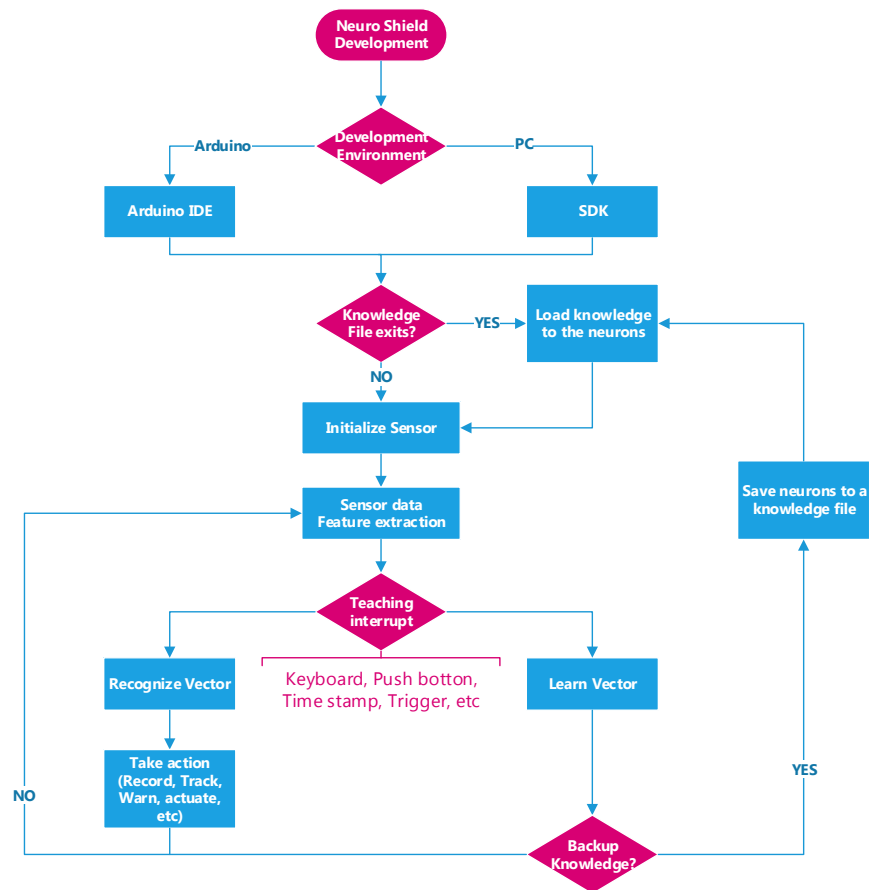 Neuro Shield
Development
Development
Environment
Arduino
PC
Arduino IDE
SDK
Knowledge
File exits?
YES
Load knowledge
to the neurons
NO
Initialize Sensor
Sensor data
Feature extraction
Save neurons to a
knowledge file
Teaching
interrupt
Recognize Vector
Keyboard, Push botton,
Time stamp, Trigger, etc
Learn Vector
Take action
(Record, Track,
Warn, actuate,
etc)
NO
YES
Backup
Knowledge?